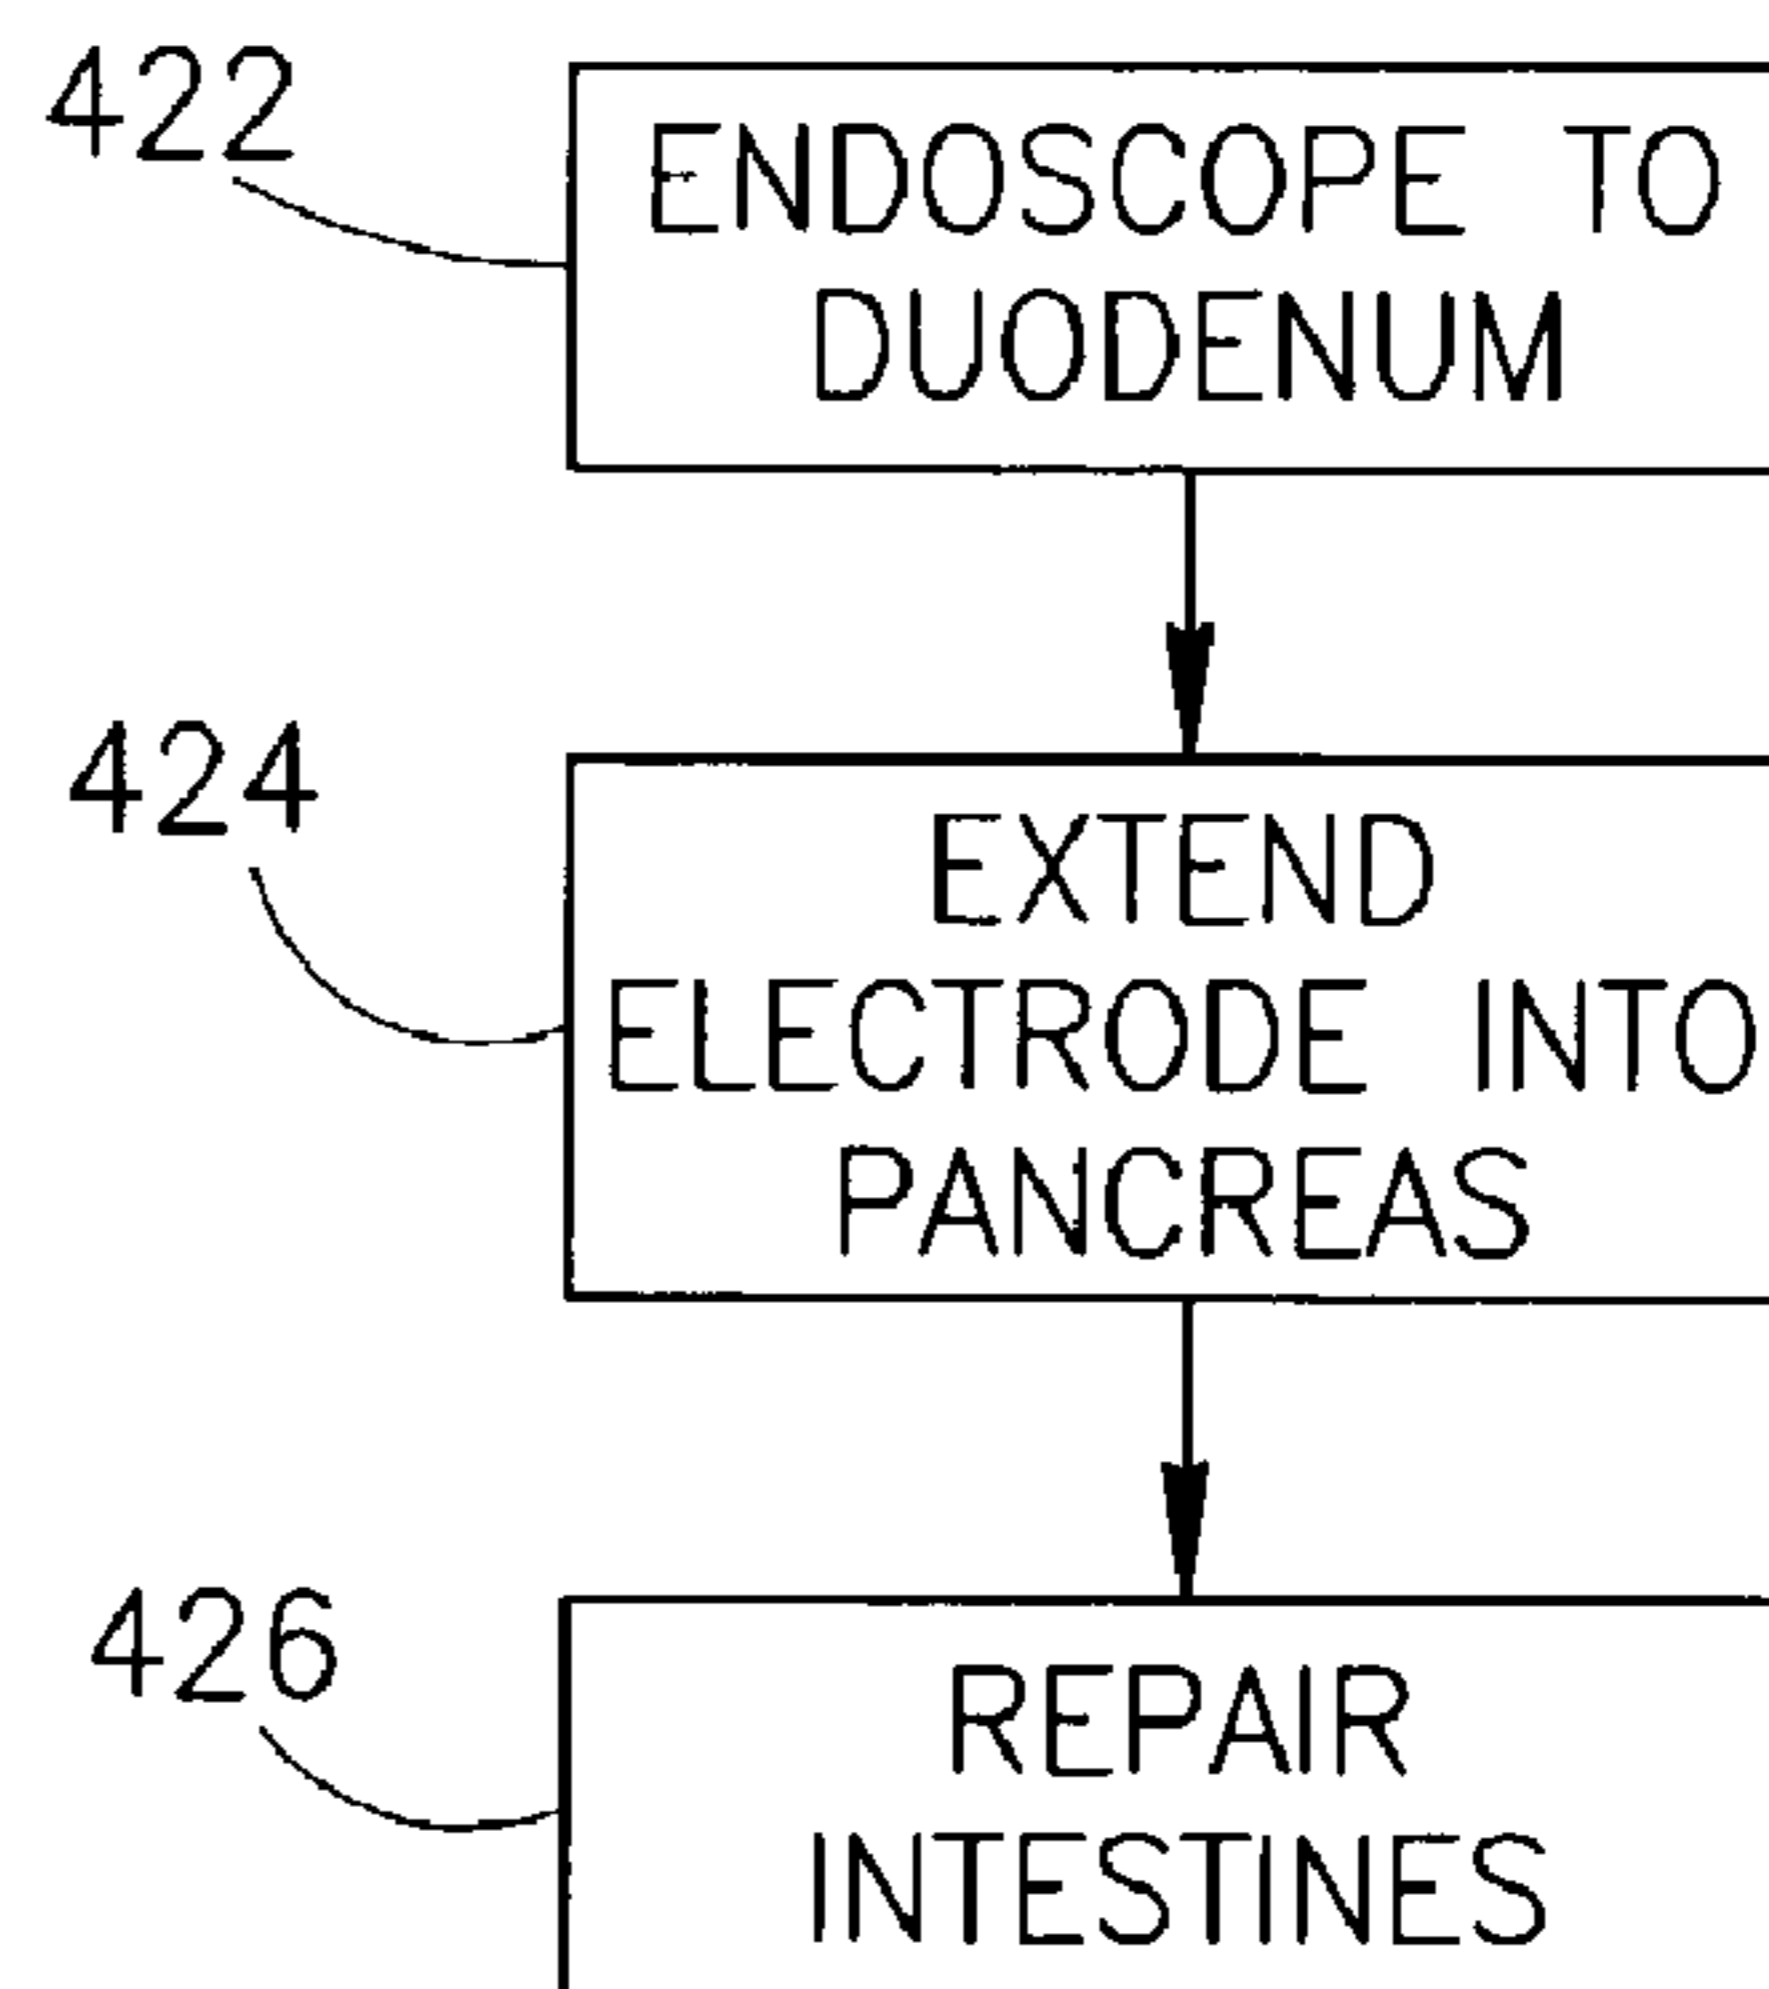 422
ENDOSCOPE TO
DUODENUM
424
EXTEND
ELECTRODE INTO
PANCREAS
426
REPAIR
INTESTINES